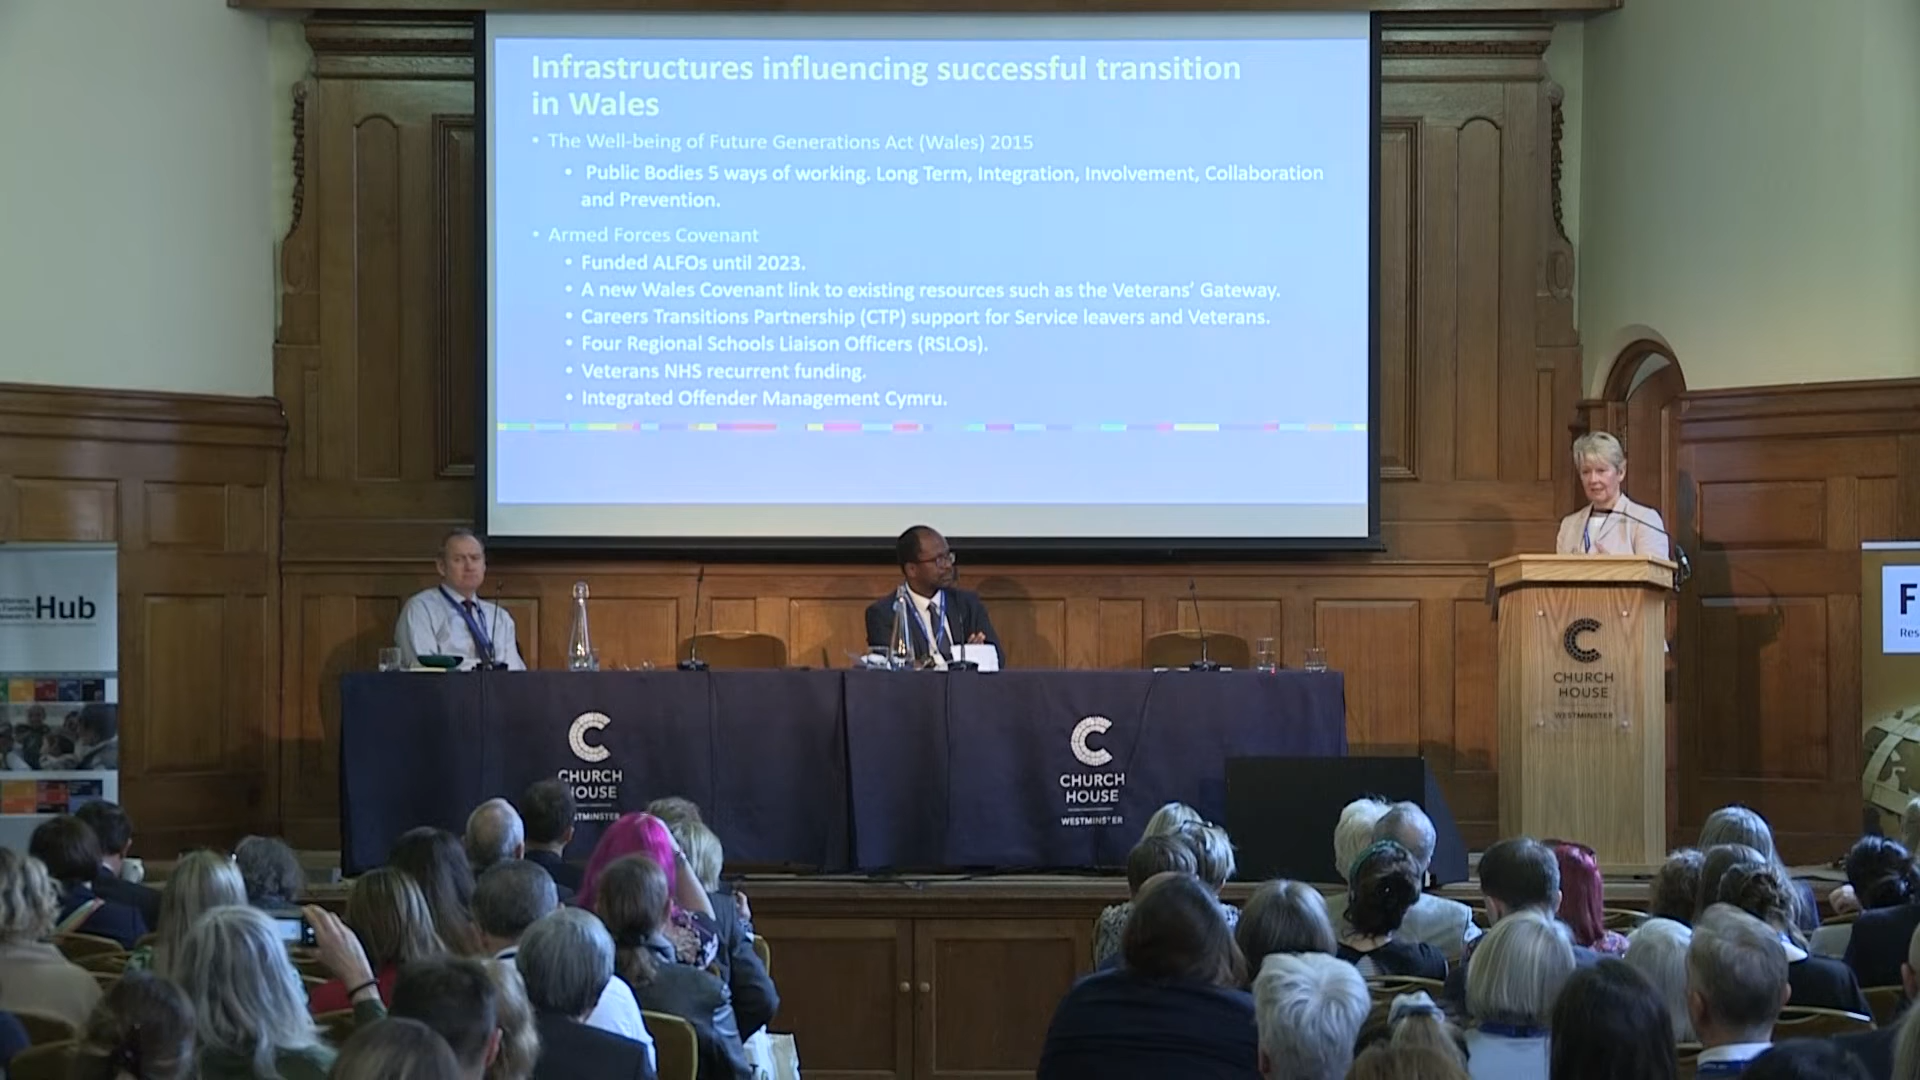 Infrastructures influencing successful transition
in Wales
• The Well-being of Future Generations Act (Wales) 2015
• Public Bodies 5 ways of working. Long Term, Integration, Involvement, Collaboration
and Prevention.
• Armed Forces Covenant
• Funded ALFOs until 2023.
• A new Wales Covenant link to existing resources such as the Veterans' Gateway.
• Careers Transitions Partnership (CTP) support for Service leavers and Veterans.
• Four Regional Schools Liaison Officers (RSLOs).
• Veterans NHS recurrent funding.
• Integrated Offender Management Cymru.
Hub
F
Res
CHURCH
HOUSE
WESTMINSTER
CHURCH
HOUSE
WESTMINSTER
CHURCH
HOUSE
WESTMINSTER